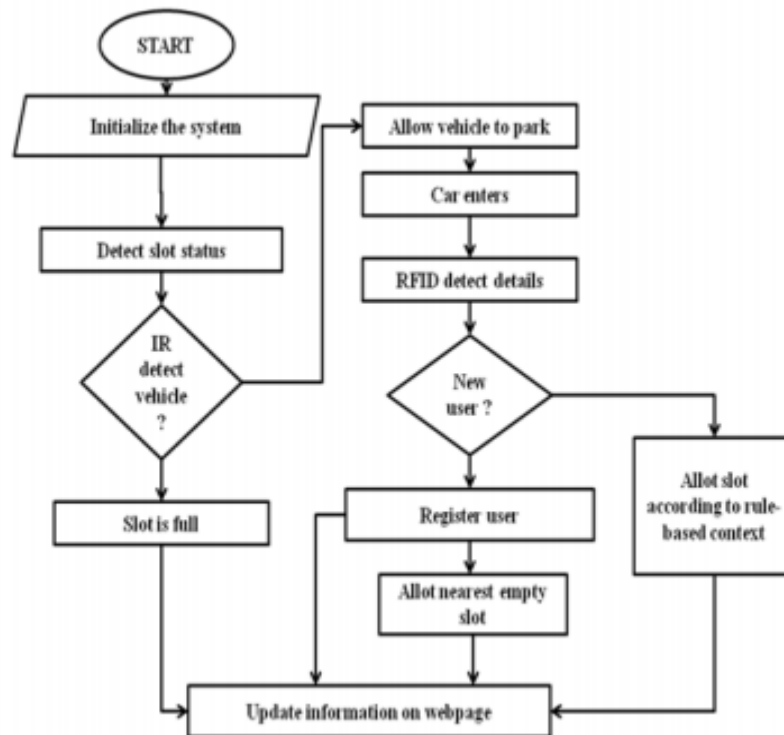 START
Initialize the system
Detect slot status
IR
detect
vehicle
?
Slot is full
Allow vehicle to park
Car enters
RFID detect details
New
user ?
Register user
Allot nearest empty
slot
Allot slot
according to rule-
based context
Update information on webpage